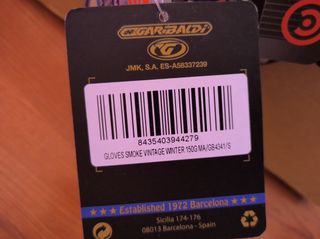 GARIBALDI
JMK, S.A. ES-A58337239
8435403944279
GLOVES SMOKE VINTAGE WINTER 150G MA/GB4341/S
Established 1972 Barcelona
Sicilia 174-176
08013 Barcelona - Spain